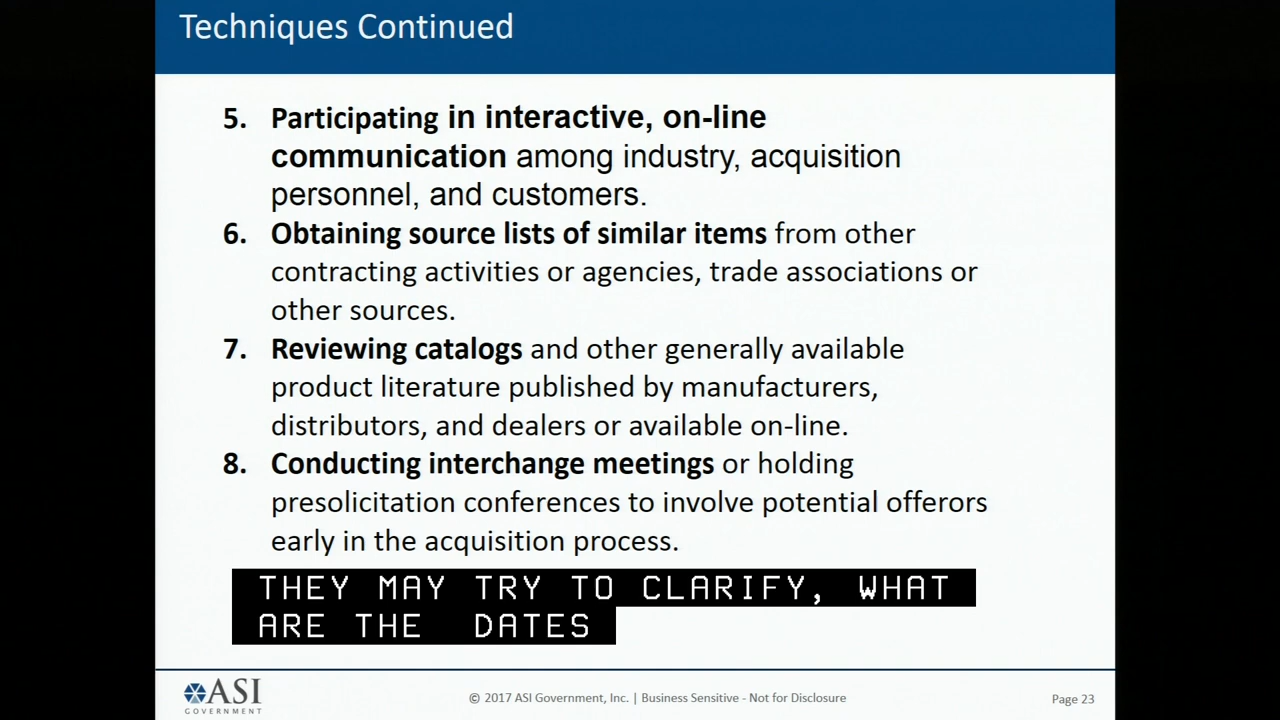 Techniques Continued
5. Participating in interactive, on-line
communication among industry, acquisition
personnel, and customers.
6. Obtaining source lists of similar items from other
contracting activities or agencies, trade associations or
other sources.
7. Reviewing catalogs and other generally available
product literature published by manufacturers,
distributors, and dealers or available on-line.
8. Conducting interchange meetings or holding
presolicitation conferences to involve potential offerors
early in the acquisition process.
THEY MAY TRY TO CLARIFY, WHAT
ARE THE DATES
ASI
GOVERNMENT
© 2017 ASI Government, Inc. | Business Sensitive - Not for Disclosure
Page 23